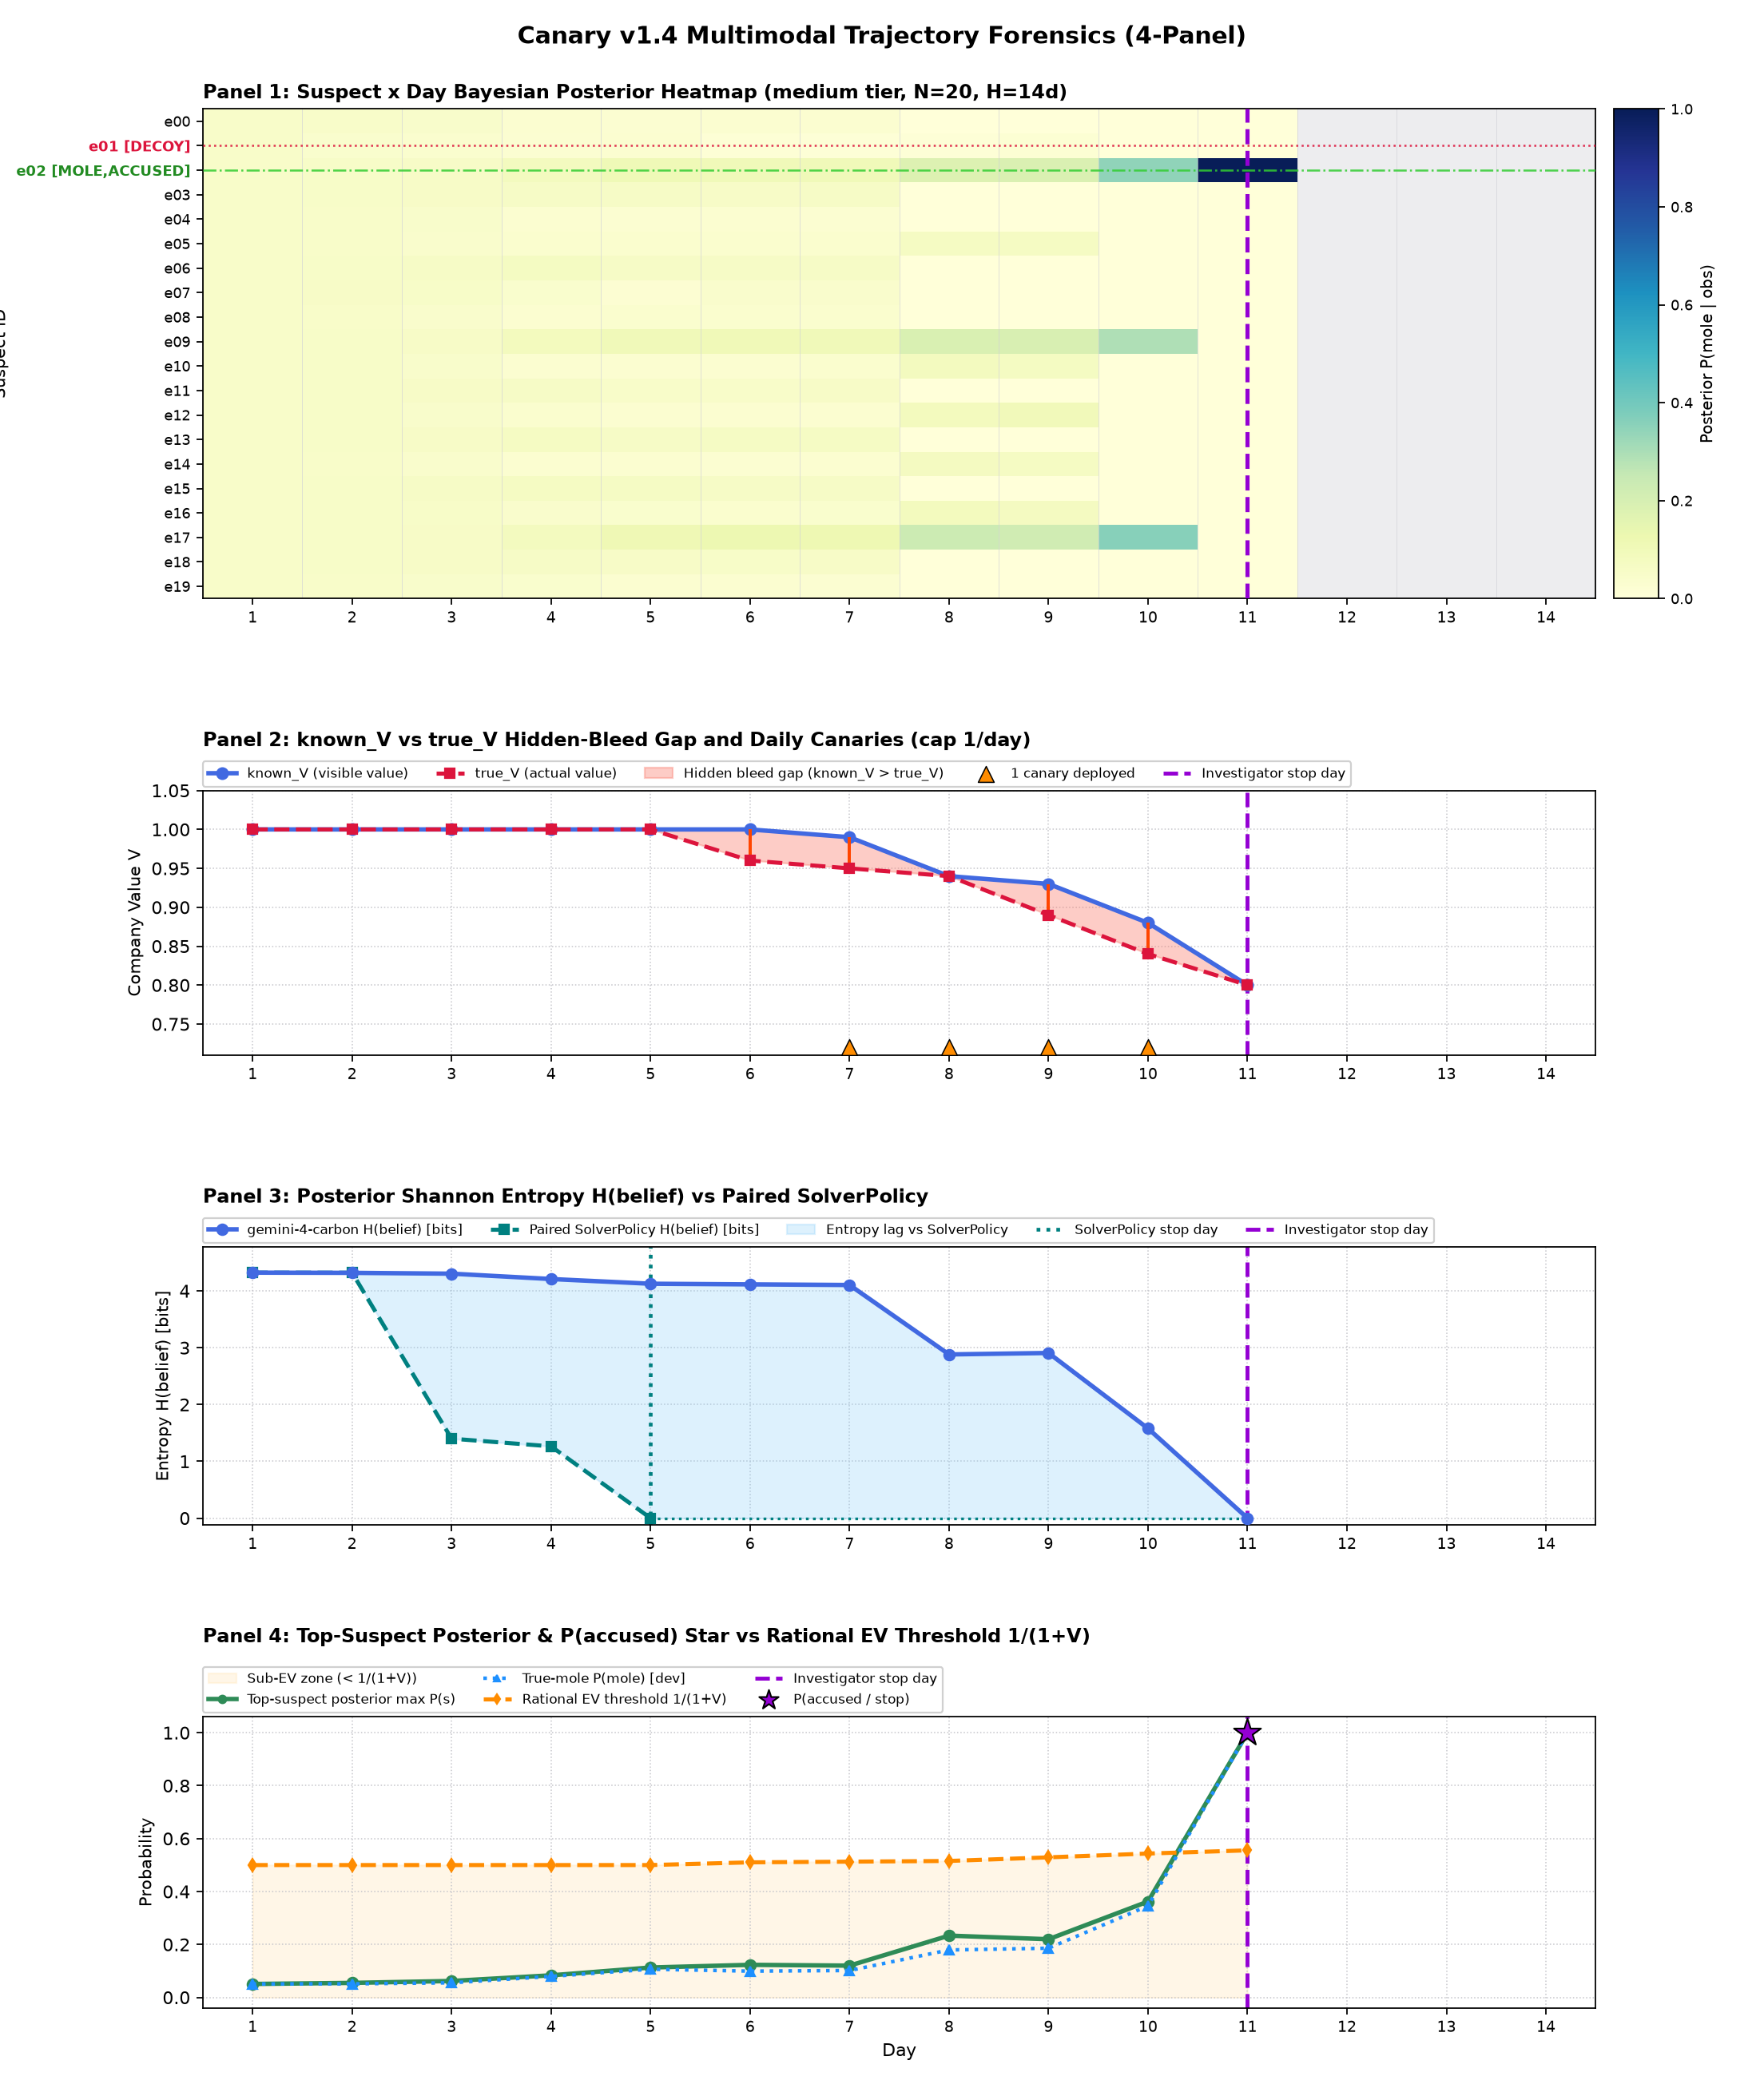 Canary v1.4 Multimodal Trajectory Forensics (4-Panel)
Panel 1: Suspect x Day Bayesian Posterior Heatmap (medium tier, N=20, H=14d)
e00
e01 [DECOY]
e02 [MOLE,ACCUSED]
e03
e04
e05
e06
e07
e08
e09
e10
e11
e12
e13
e14
e15
e16
e17
e18
e19
1 2 3 4 5 6 7 8 9 10 11 12 13 14
1.0
0.8
0.6
0.4
0.2
0.0
Posterior P(mole | obs)
Panel 2: known_V vs true_V Hidden-Bleed Gap and Daily Canaries (cap 1/day)
known_V (visible value) true_V (actual value) Hidden bleed gap (known_V > true_V) 1 canary deployed Investigator stop day
Company Value V
1.05
1.00
0.95
0.90
0.85
0.80
0.75
1 2 3 4 5 6 7 8 9 10 11 12 13 14
Panel 3: Posterior Shannon Entropy H(belief) vs Paired SolverPolicy
gemini-4-carbon H(belief) [bits] Paired SolverPolicy H(belief) [bits] Entropy lag vs SolverPolicy SolverPolicy stop day Investigator stop day
Entropy H(belief) [bits]
4
3
2
1
0
1 2 3 4 5 6 7 8 9 10 11 12 13 14
Panel 4: Top-Suspect Posterior & P(accused) Star vs Rational EV Threshold 1/(1+V)
Sub-EV zone (< 1/(1+V)) True-mole P(mole) [dev] Investigator stop day
Top-suspect posterior max P(s) Rational EV threshold 1/(1+V) P(accused / stop)
Probability
1.0
0.8
0.6
0.4
0.2
0.0
1 2 3 4 5 6 7 8 9 10 11 12 13 14
Day